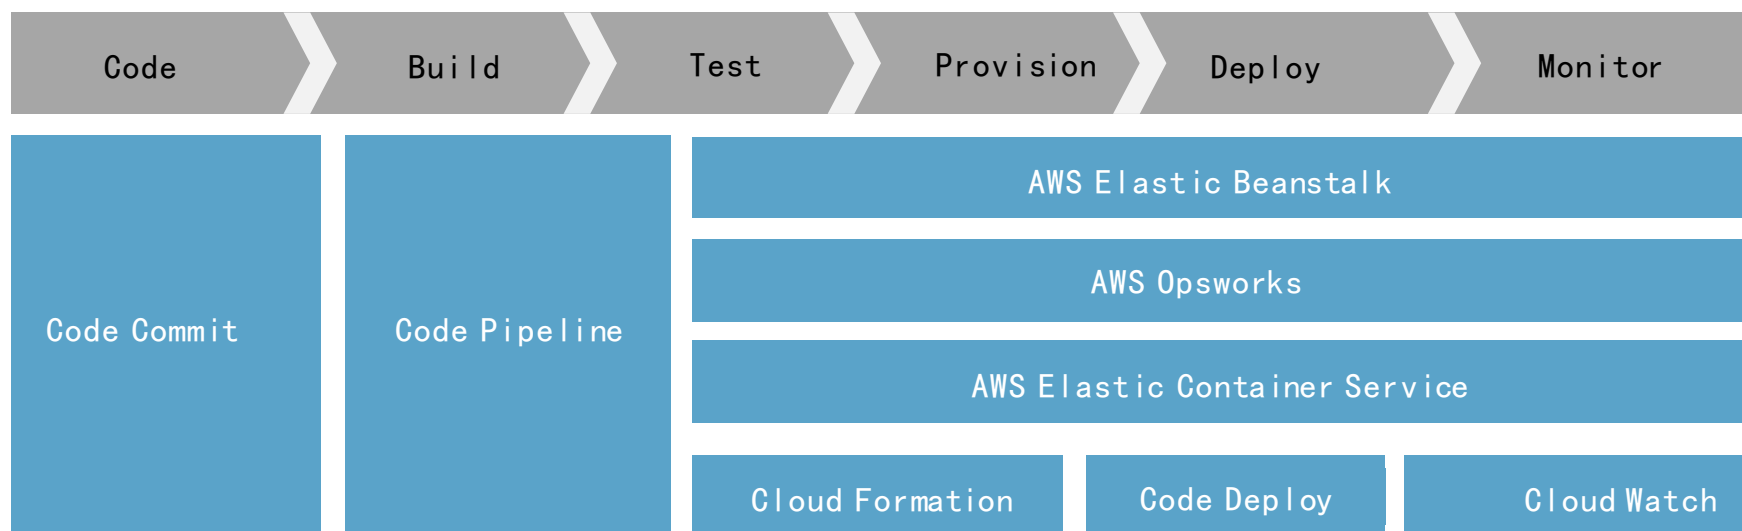 Code
Build
Test
Provision
Deploy
Monitor
Code Commit
Code Pipeline
AWS Elastic Beanstalk
AWS Opsworks
AWS Elastic Container Service
Cloud Formation
Code Deploy
Cloud Watch